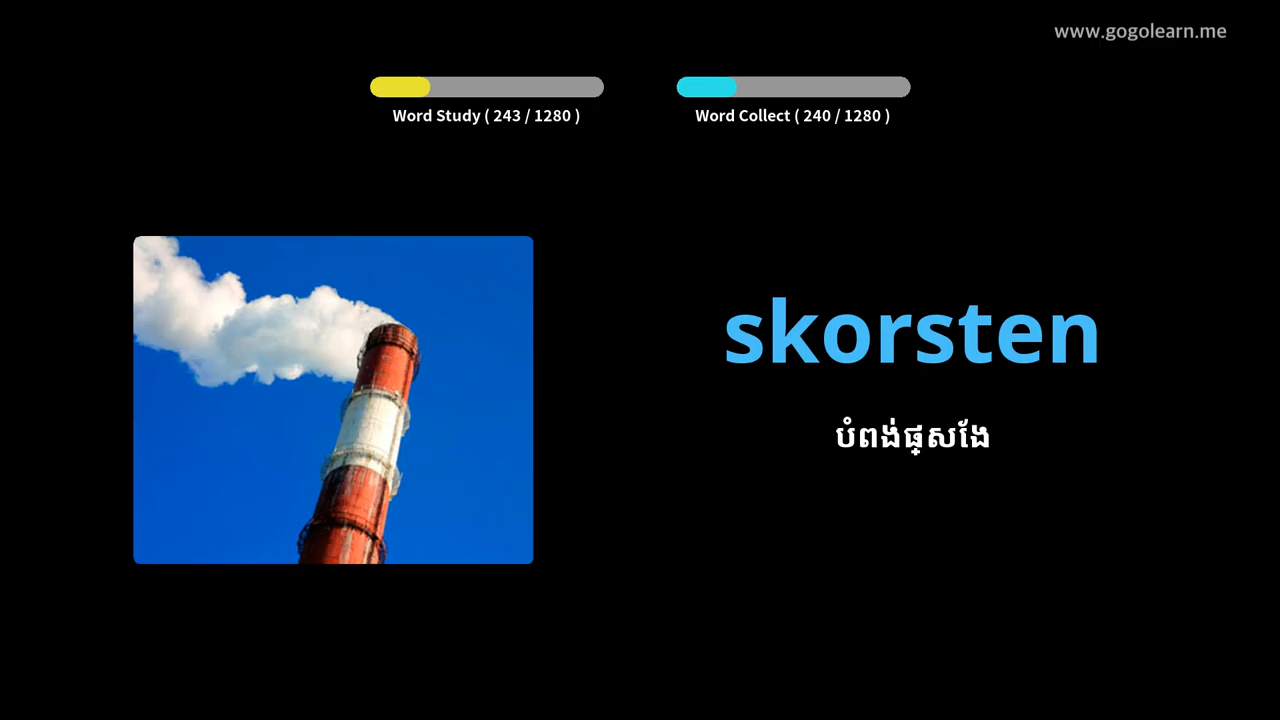 www.gogolearn.me
Word Study ( 243 / 1280 )
Word Collect ( 240 / 1280 )
skorsten
បំពង់ផ្សែង